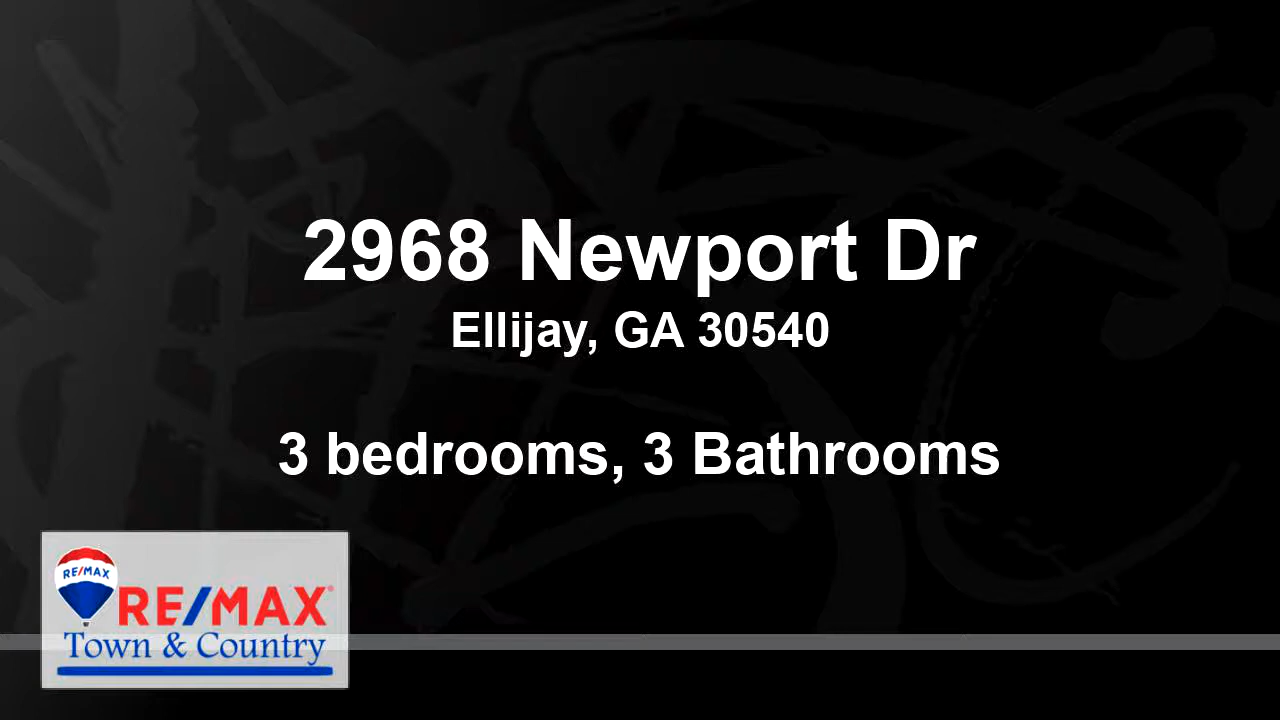 2968 Newport Dr
Ellijay, GA 30540
3 bedrooms, 3 Bathrooms
RE/MAX
RE/MAX®
Town & Country